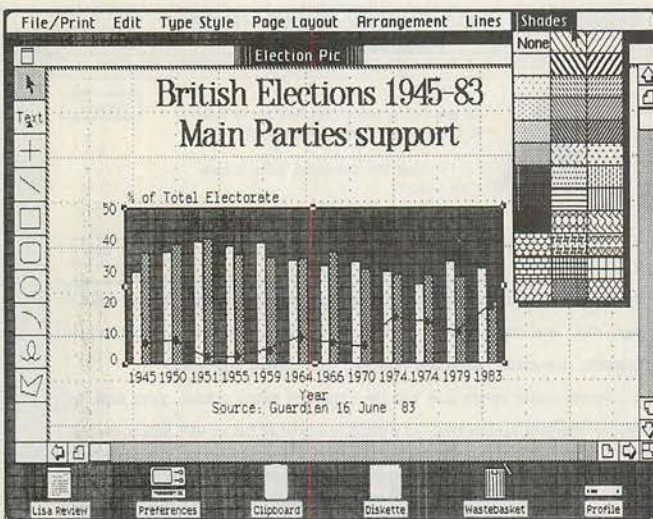 File/Print Edit Type Style Page Layout Arrangement Lines Shades
None
Election Pic
Text
British Elections 1945-83
Main Parties support
% of Total Electorate
50
40
30
20
10
0
1945 1950 1951 1955 1959 1964 1966 1970 1974 1974 1979 1983
Year
Source: Guardian 16 June '83
Lisa Review Preferences Clipboard Diskette Wastebasket Profile